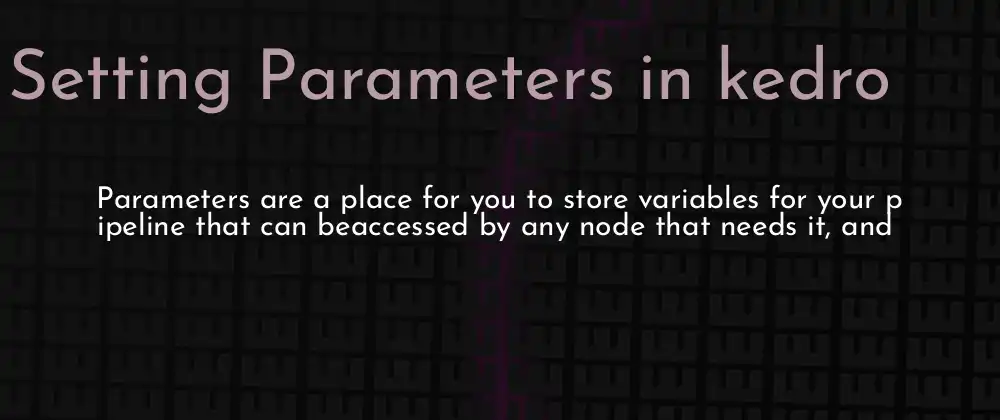 Setting Parameters in kedro
Parameters are a place for you to store variables for your p
ipeline that can beaccessed by any node that needs it, and